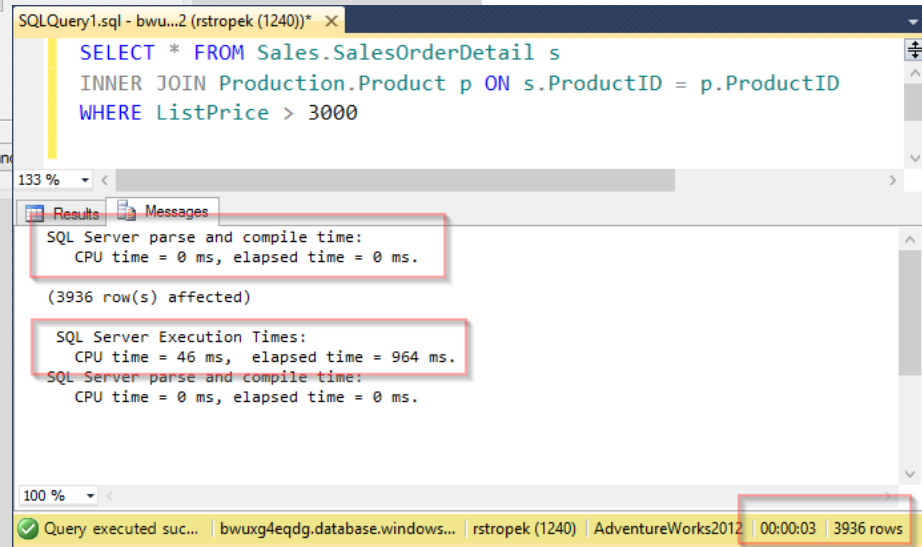 SQLQuery1.sql - bwu...2 (rstropek (1240))*
SELECT * FROM Sales.SalesOrderDetail s
INNER JOIN Production.Product p ON s.ProductID = p.ProductID
WHERE ListPrice > 3000
133 %
Results Messages
SQL Server parse and compile time:
CPU time = 0 ms, elapsed time = 0 ms.
(3936 row(s) affected)
SQL Server Execution Times:
CPU time = 46 ms,  elapsed time = 964 ms.
SQL Server parse and compile time:
CPU time = 0 ms, elapsed time = 0 ms.
100 %
Query executed suc... bwuxg4eqdg.database.windows... rstropek (1240) AdventureWorks2012 00:00:03 3936 rows